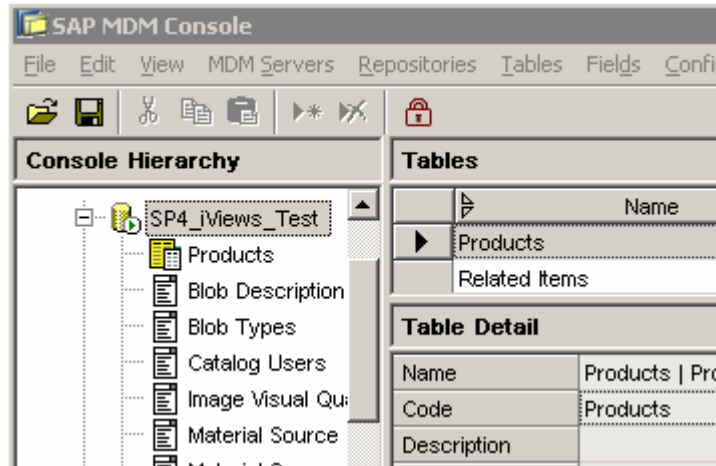 SAP MDM Console
File Edit View MDM Servers Repositories Tables Fields Confi
Console Hierarchy
SP4_iViews_Test
Products
Blob Description
Blob Types
Catalog Users
Image Visual Qu
Material Source
Tables
Name
Products
Related Items
Table Detail
Name Products | Pro
Code Products
Description